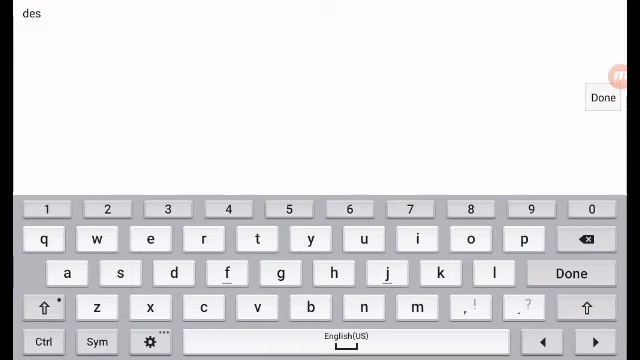 des
Done
1 2 3 4 5 6 7 8 9 0
q w e r t y u i o p
a s d f g h j k l Done
z x c v b n m , ! . ?
Ctrl Sym English(US)